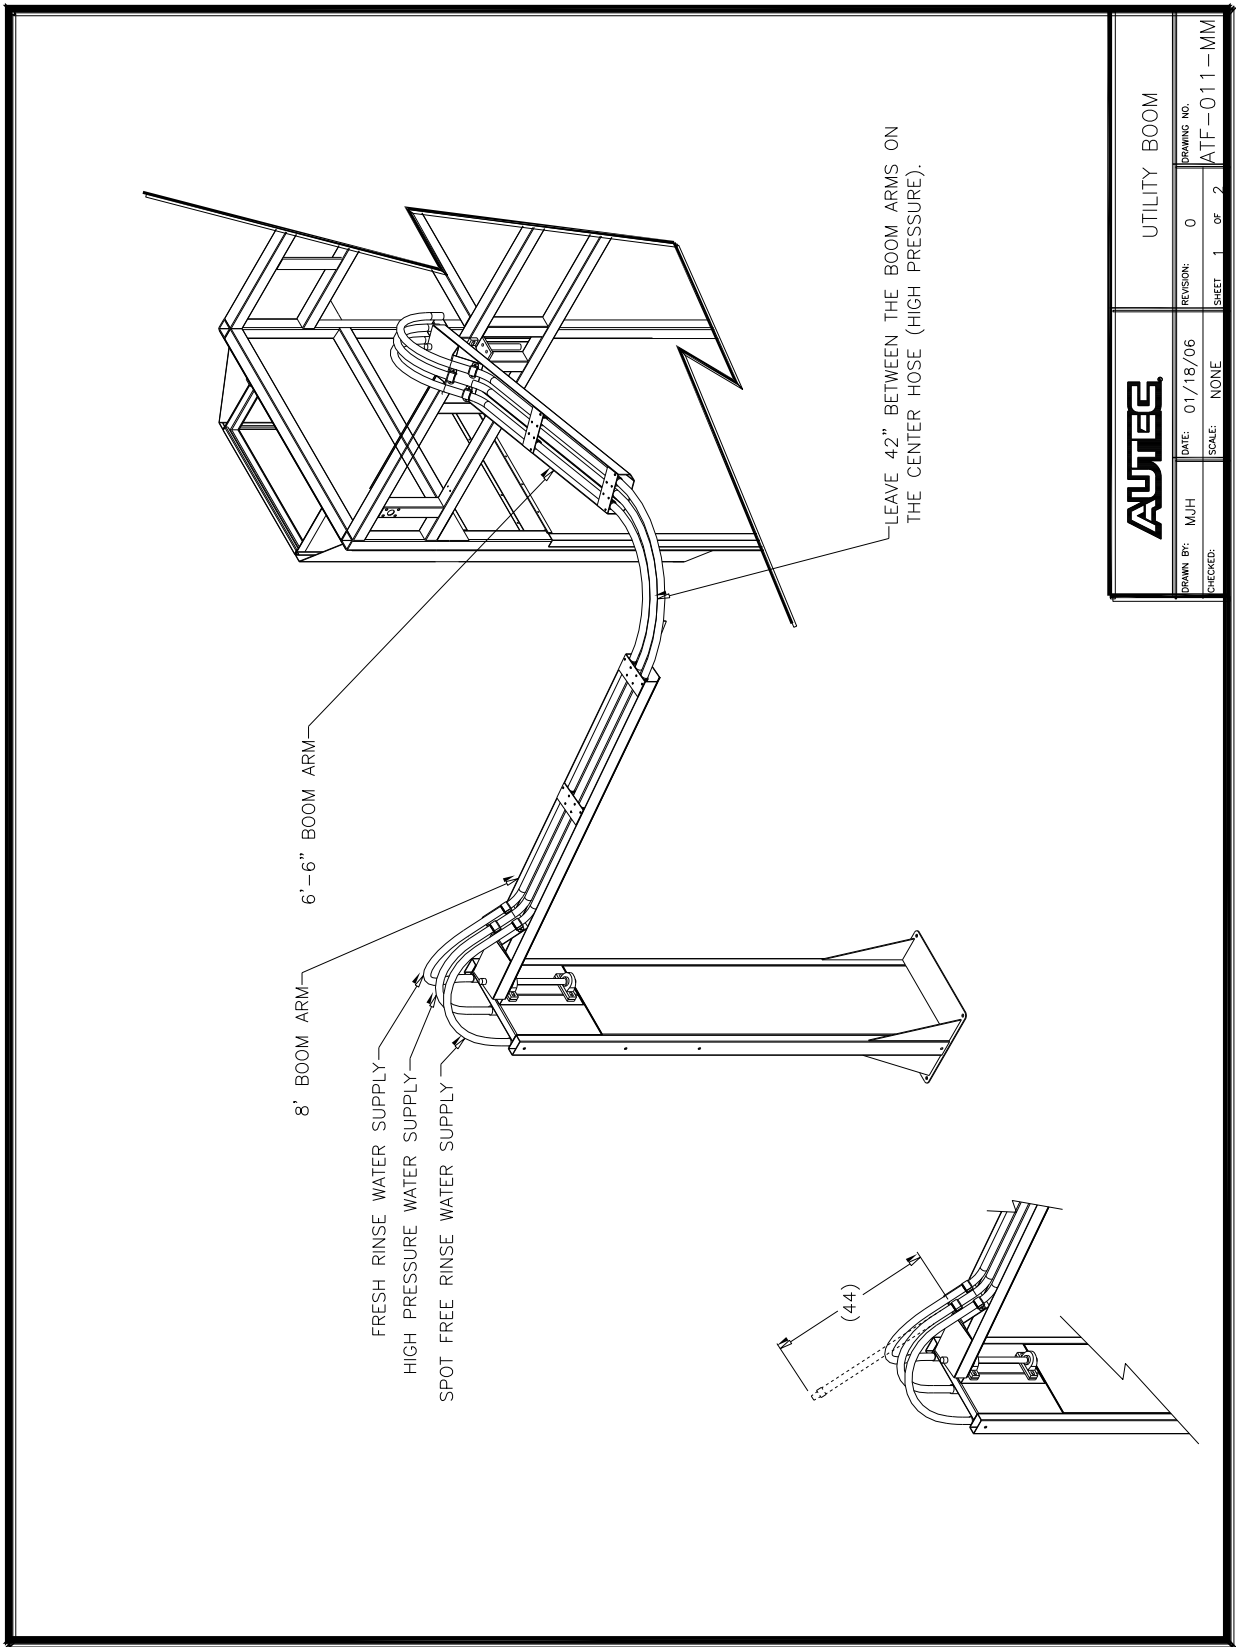 8' BOOM ARM
6'-6" BOOM ARM
FRESH RINSE WATER SUPPLY
HIGH PRESSURE WATER SUPPLY
SPOT FREE RINSE WATER SUPPLY
LEAVE 42" BETWEEN THE BOOM ARMS ON
THE CENTER HOSE (HIGH PRESSURE).
(44)
AUTEC
UTILITY BOOM
DRAWN BY: MJH
DATE: 01/18/06
REVISION: 0
DRAWING NO.
ATF-011-MM
CHECKED:
SCALE: NONE
SHEET 1 OF 2